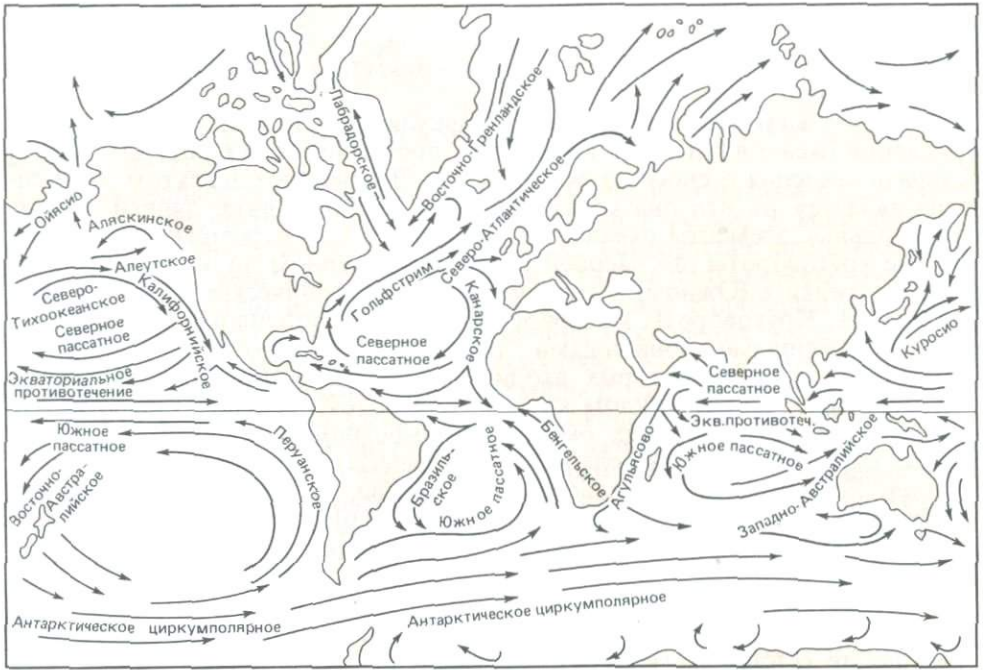 Лабрадорское
Восточно-Гренландское
Северо-Атлантическое
Ойясио
Аляскинское
Алеутское
Северо-
Тихоокеанское
Северное
пассатное
Калифорнийское
Экваториальное
противотечение
Гольфстрим
Канарское
Северное
пассатное
Куросио
Северное
пассатное
Экв.противотеч.
Южное пассатное
Южное
пассатное
Восточно-
Австра-
лийское
Перуанское
Бразиль-
ское
Южное пассатное
Бенгельское
Агульясово
Западно-Австралийское
Антарктическое циркумполярное
Антарктическое циркумполярное